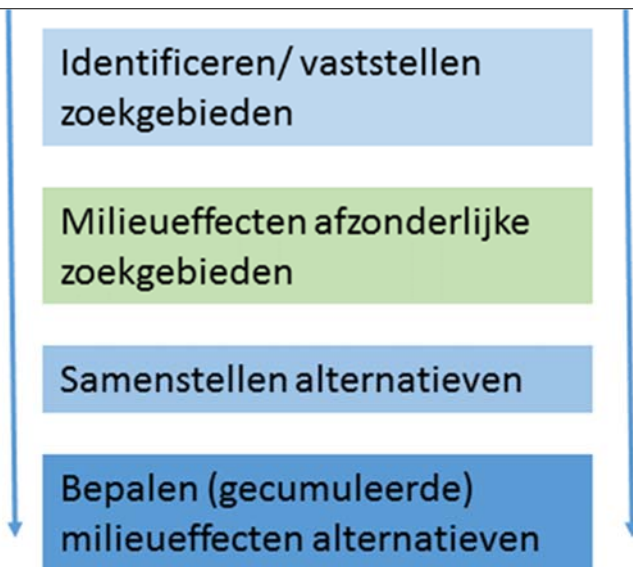 Identificeren/ vaststellen
zoekgebieden
Milieueffecten afzonderlijke
zoekgebieden
Samenstellen alternatieven
Bepalen (gecumuleerde)
milieueffecten alternatieven